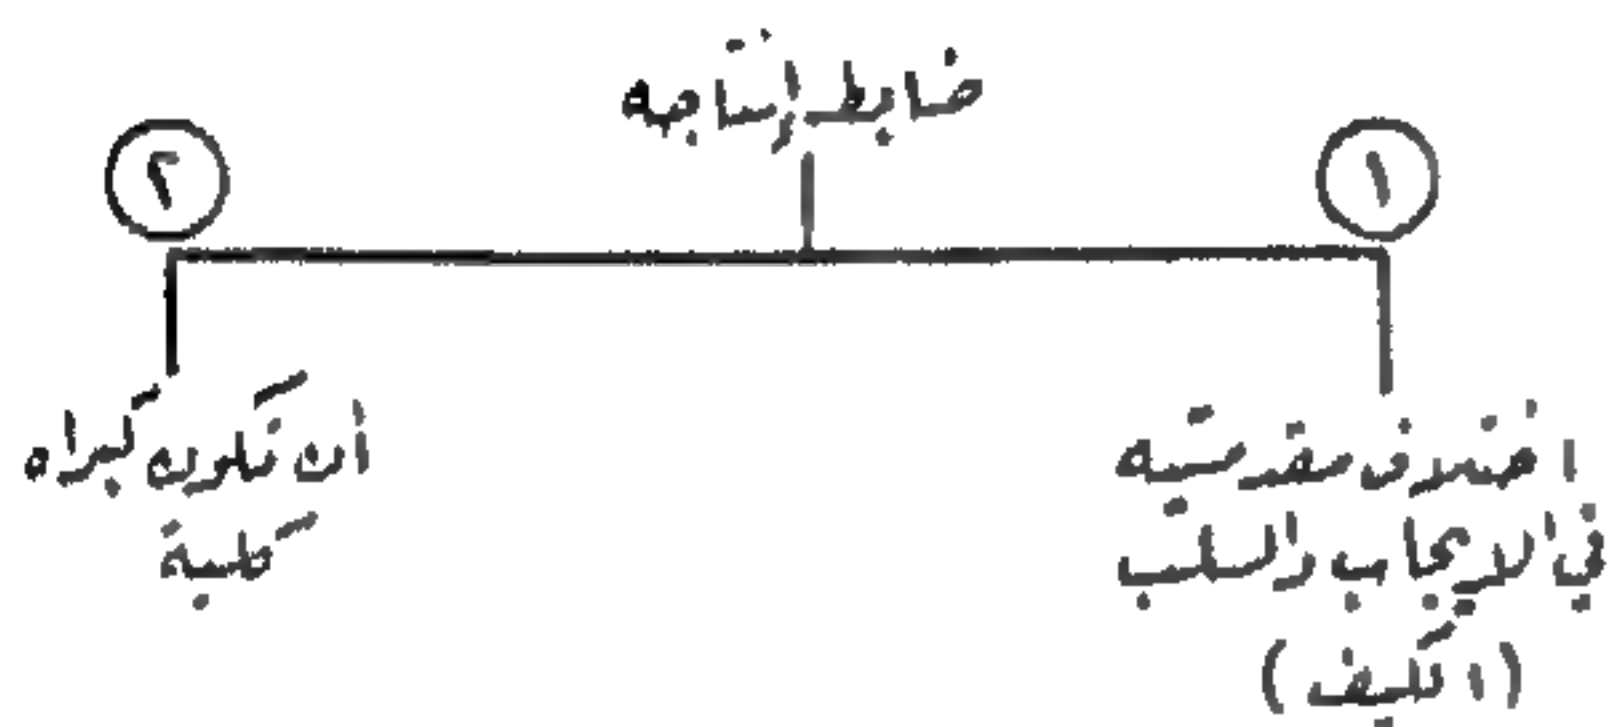 ضابط إنتاجه
١
اختلاف مقدمتيه
في الإيجاب والسلب
(الكيف)
٢
أن تكون كبراه
كلية